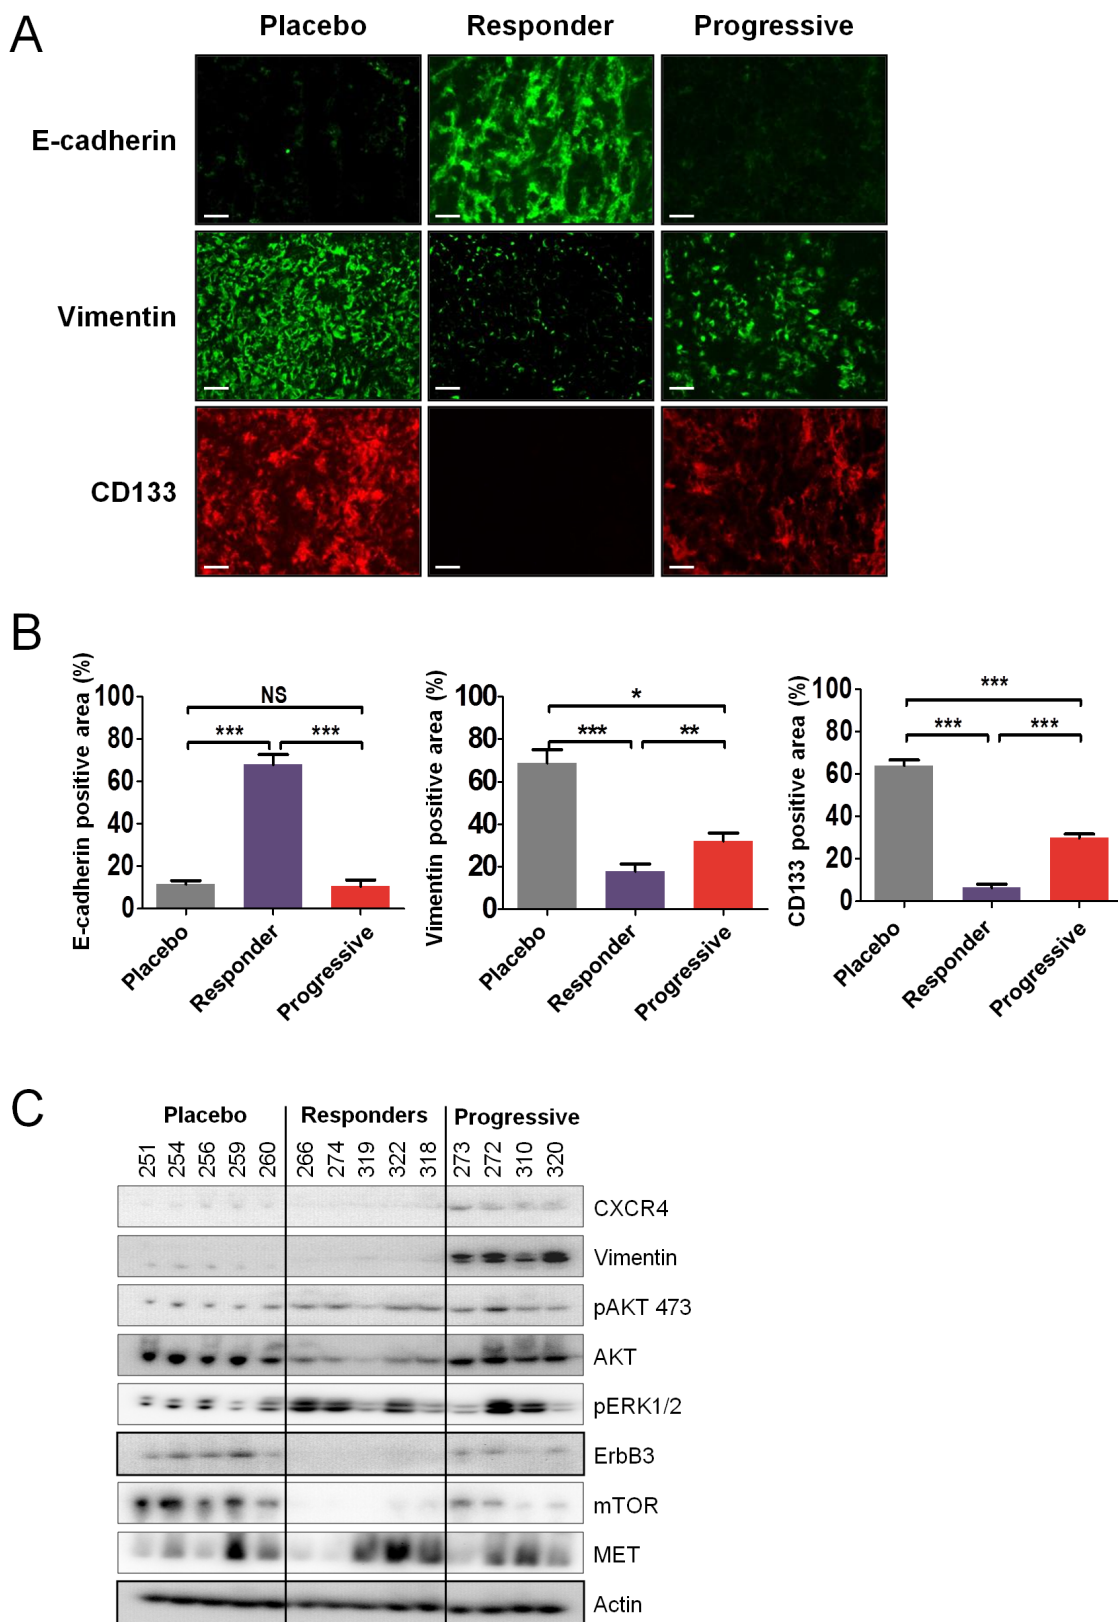 A
Placebo Responder Progressive
E-cadherin
Vimentin
CD133
B
E-cadherin positive area (%)
100
80
60
40
20
0
NS
*** ***
Placebo
Responder
Progressive
Vimentin positive area (%)
100
80
60
40
20
0
*
*** **
Placebo
Responder
Progressive
CD133 positive area (%)
100
80
60
40
20
0
***
*** ***
Placebo
Responder
Progressive
C
Placebo Responders Progressive
251 254 256 259 260 266 274 319 322 318 273 272 310 320
CXCR4
Vimentin
pAKT 473
AKT
pERK1/2
ErbB3
mTOR
MET
Actin